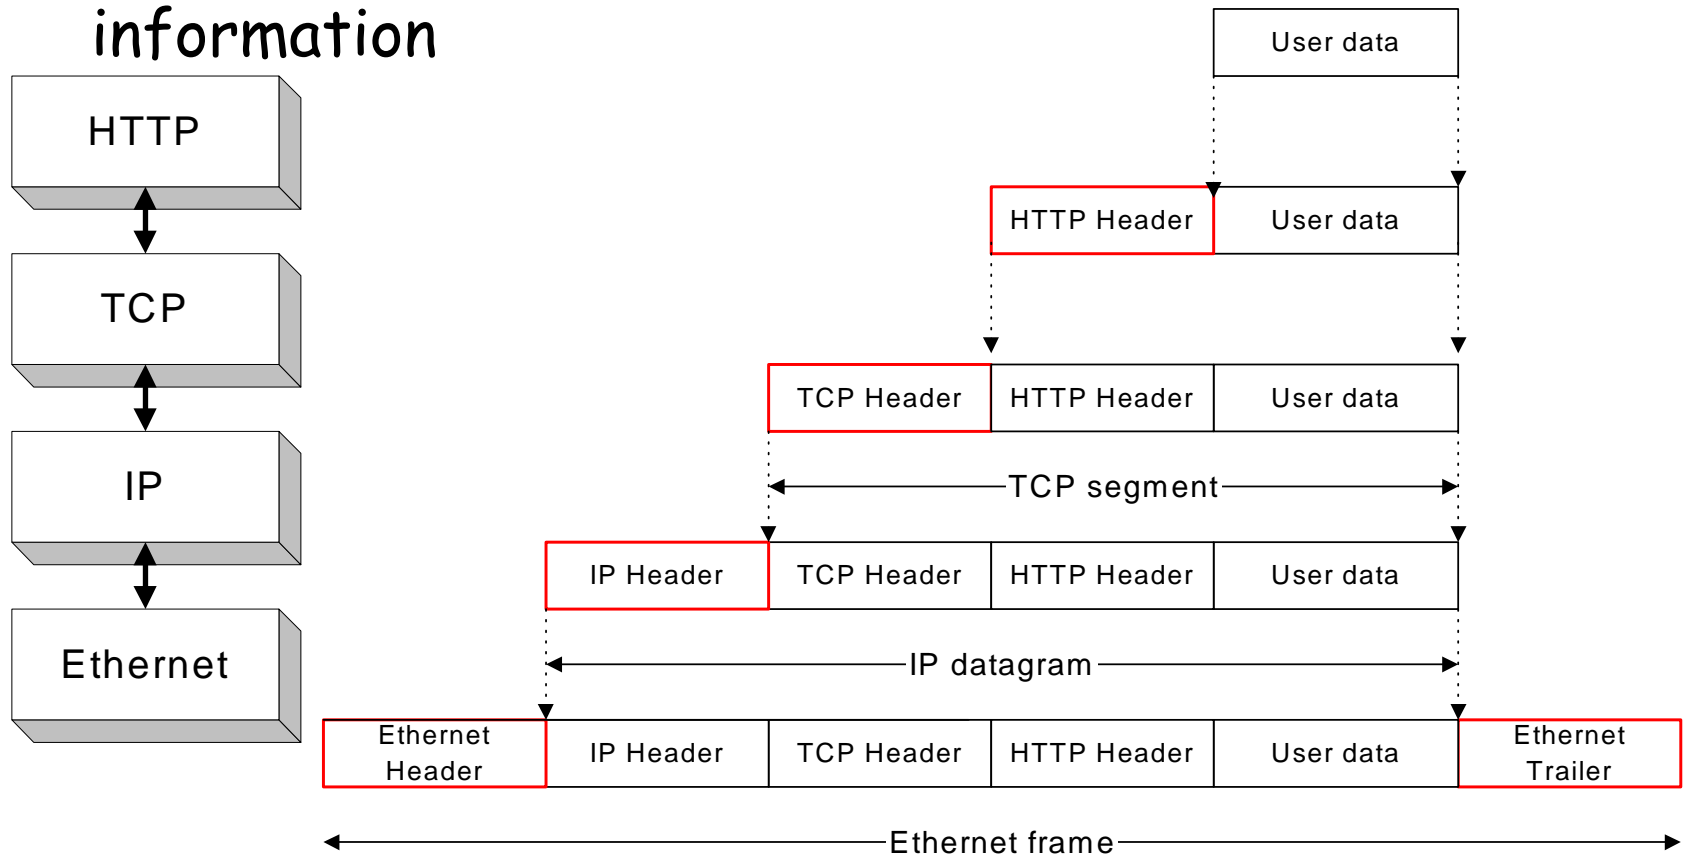 information
User data
HTTP
HTTP Header User data
TCP
TCP Header HTTP Header User data
TCP segment
IP
IP Header TCP Header HTTP Header User data
IP datagram
Ethernet
Ethernet Header IP Header TCP Header HTTP Header User data Ethernet Trailer
Ethernet frame